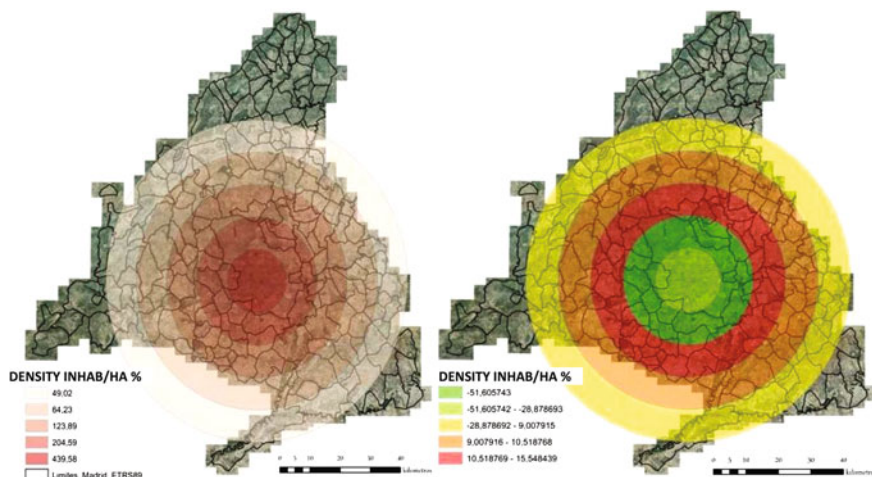 DENSITY INHAB/HA %
49.02
64.23
123.89
204.59
439.58
Limites_Madrid_ETRS89
0 5 10 20 30 40
kilometros
DENSITY INHAB/HA %
-51,605743
-51,605742 - -28,878693
-28,878692 - 9,007915
9,007916 - 10,518768
10,518769 - 15,548439
0 5 10 20 30 40
kilometros